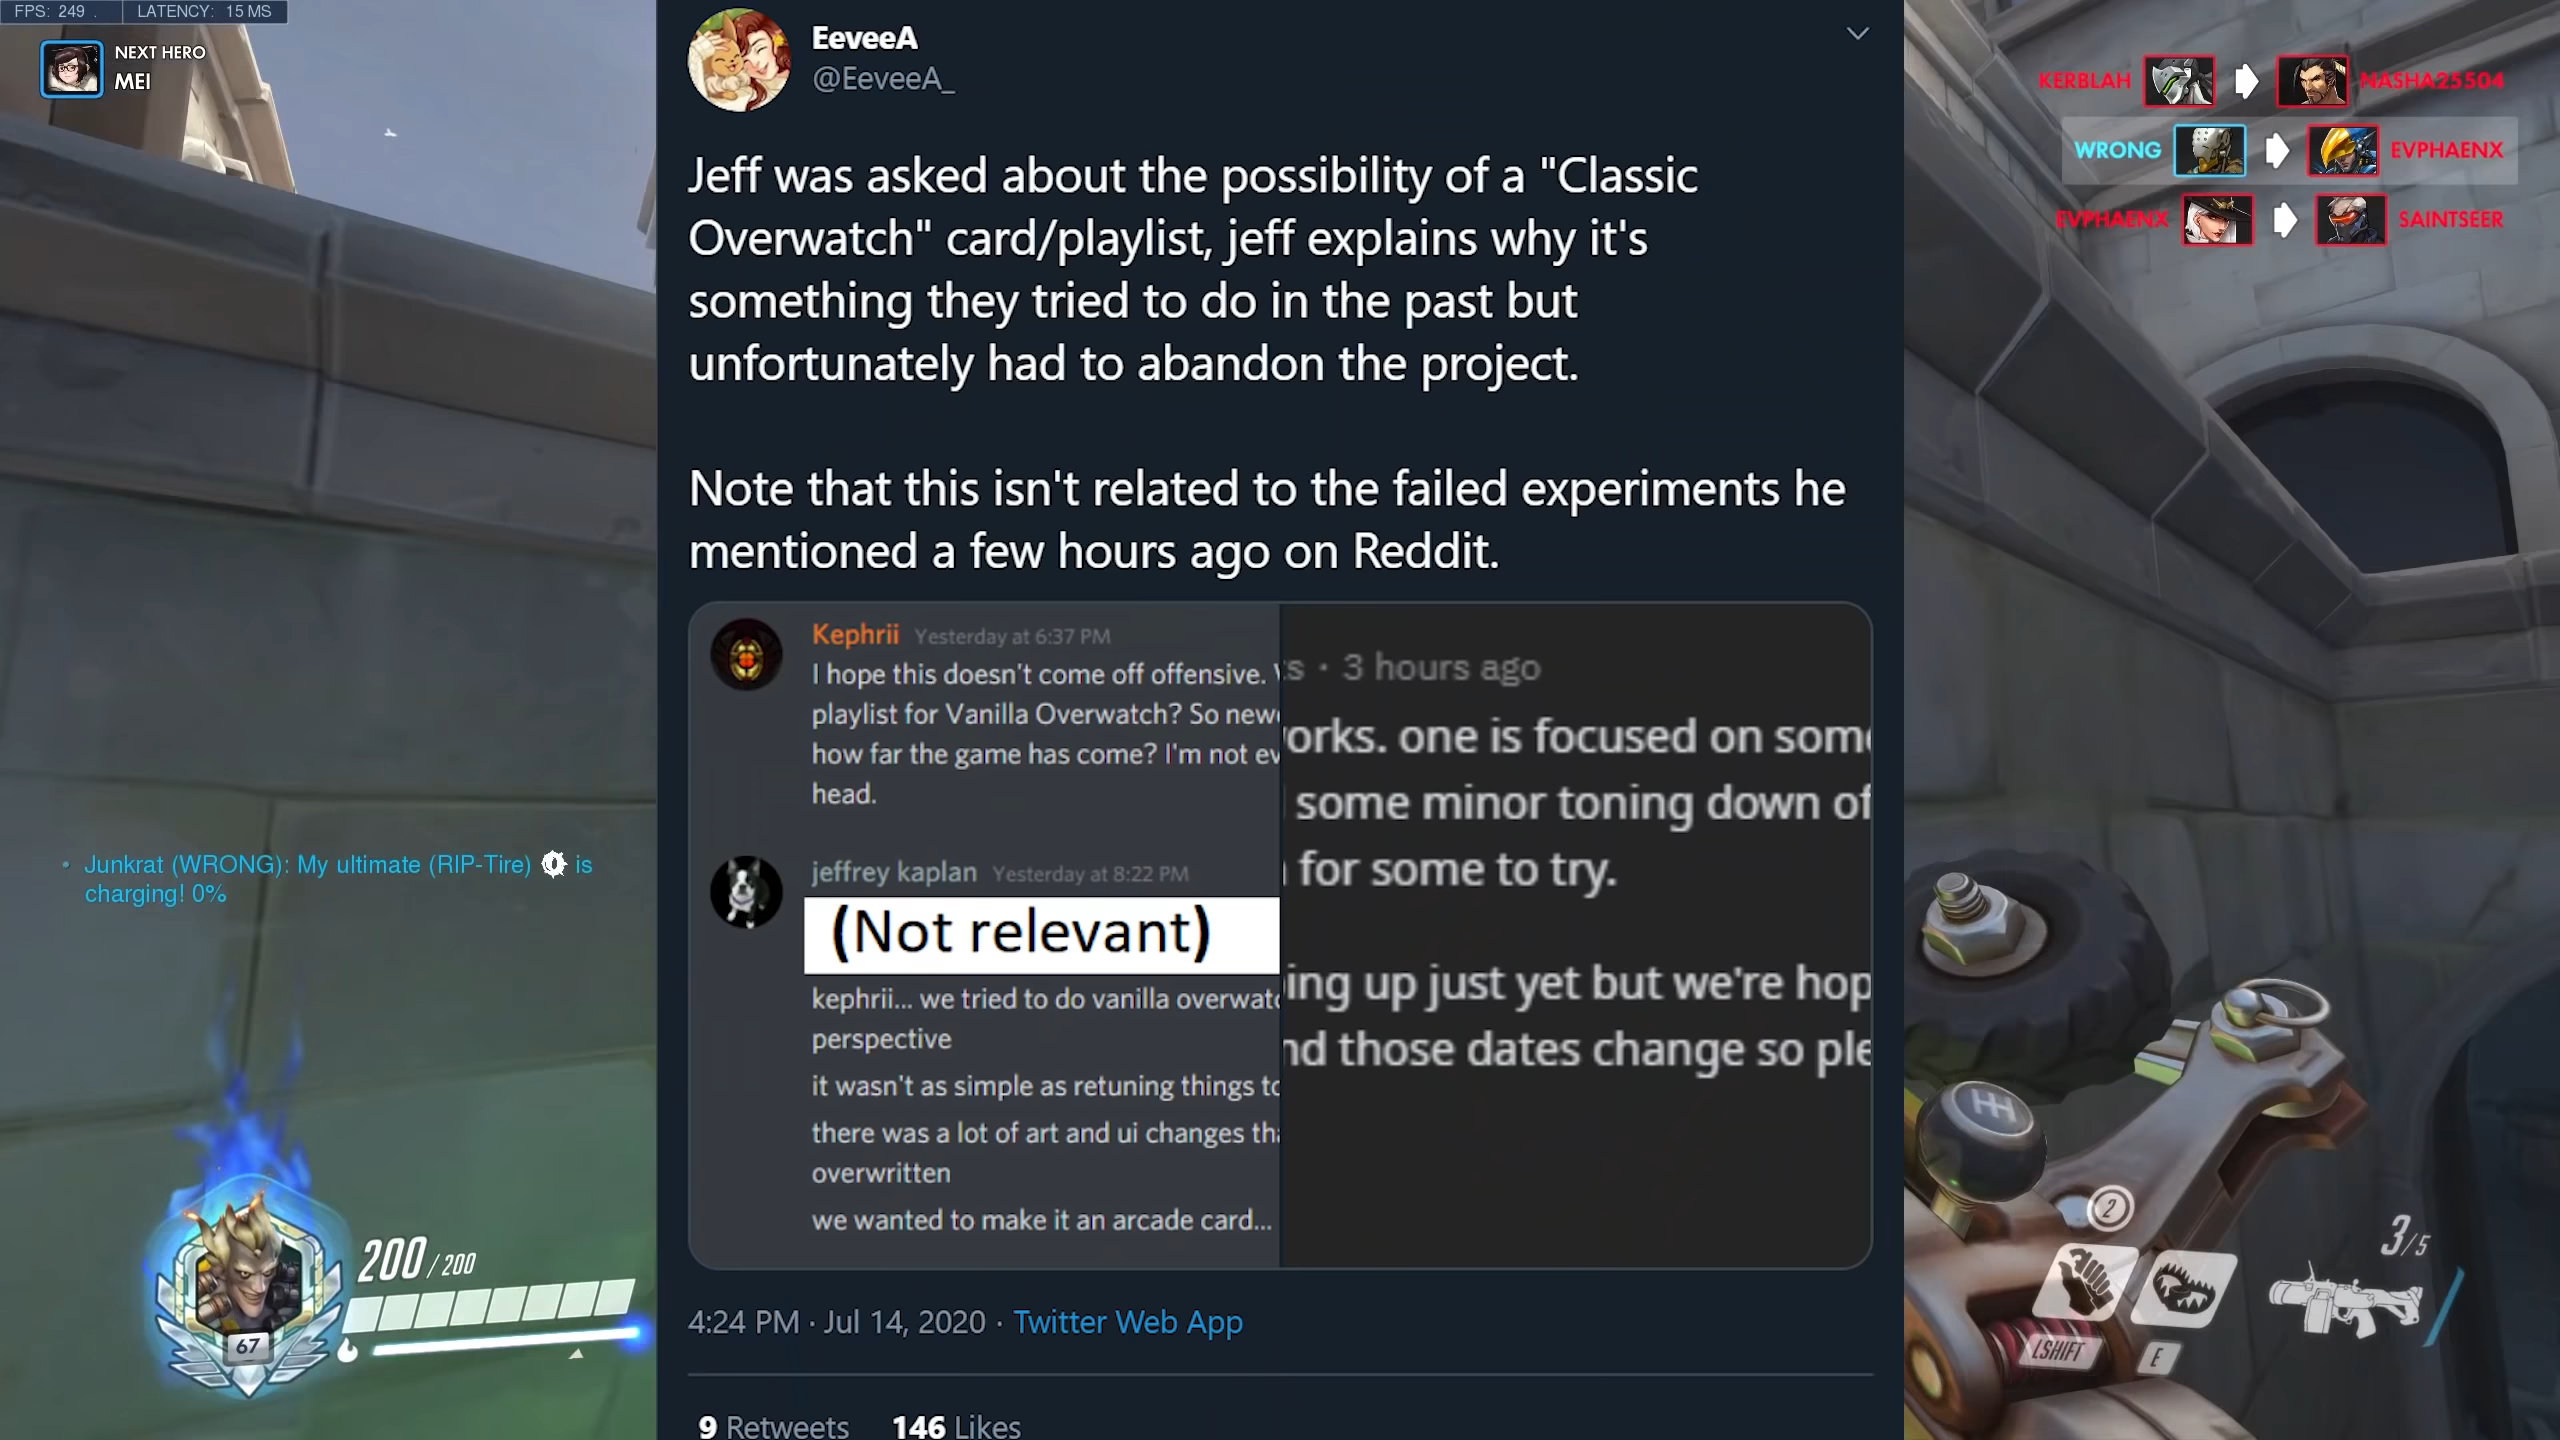 FPS: 249
LATENCY: 15 MS
NEXT HERO
MEI
EeveeA
@EeveeA_
Jeff was asked about the possibility of a "Classic
Overwatch" card/playlist, jeff explains why it's
something they tried to do in the past but
unfortunately had to abandon the project.
Note that this isn't related to the failed experiments he
mentioned a few hours ago on Reddit.
Kephrii Yesterday at 6:37 PM
I hope this doesn't come off offensive.
playlist for Vanilla Overwatch? So new
how far the game has come? I'm not ev
head.
jeffrey kaplan Yesterday at 8:22 PM
(Not relevant)
kephrii... we tried to do vanilla overwatc
perspective
it wasn't as simple as retuning things to
there was a lot of art and ui changes tha
overwritten
we wanted to make it an arcade card...
s · 3 hours ago
orks. one is focused on some
some minor toning down of
for some to try.
ing up just yet but we're hop
nd those dates change so ple
4:24 PM · Jul 14, 2020 · Twitter Web App
9 Retweets 146 Likes
KERBLAH NASHA25504
WRONG EVPHAENX
EVPHAENX SAINTSEER
• Junkrat (WRONG): My ultimate (RIP-Tire) is
charging! 0%
200/200
67
2
3/5
LSHIFT
E